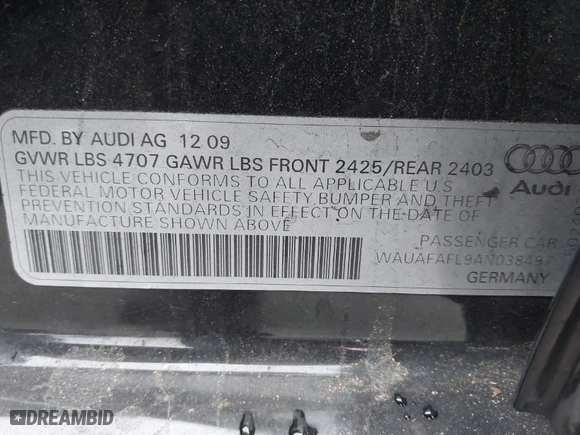 MFD. BY AUDI AG 12 09
GVWR LBS 4707 GAWR LBS FRONT 2425/REAR 2403
THIS VEHICLE CONFORMS TO ALL APPLICABLE U.S
FEDERAL MOTOR VEHICLE SAFETY BUMPER AND THEFT
PREVENTION STANDARDS IN EFFECT ON THE DATE OF
MANUFACTURE SHOWN ABOVE
Audi
PASSENGER CAR
WAUAFAFL9AN038497
GERMANY
DREAMBID